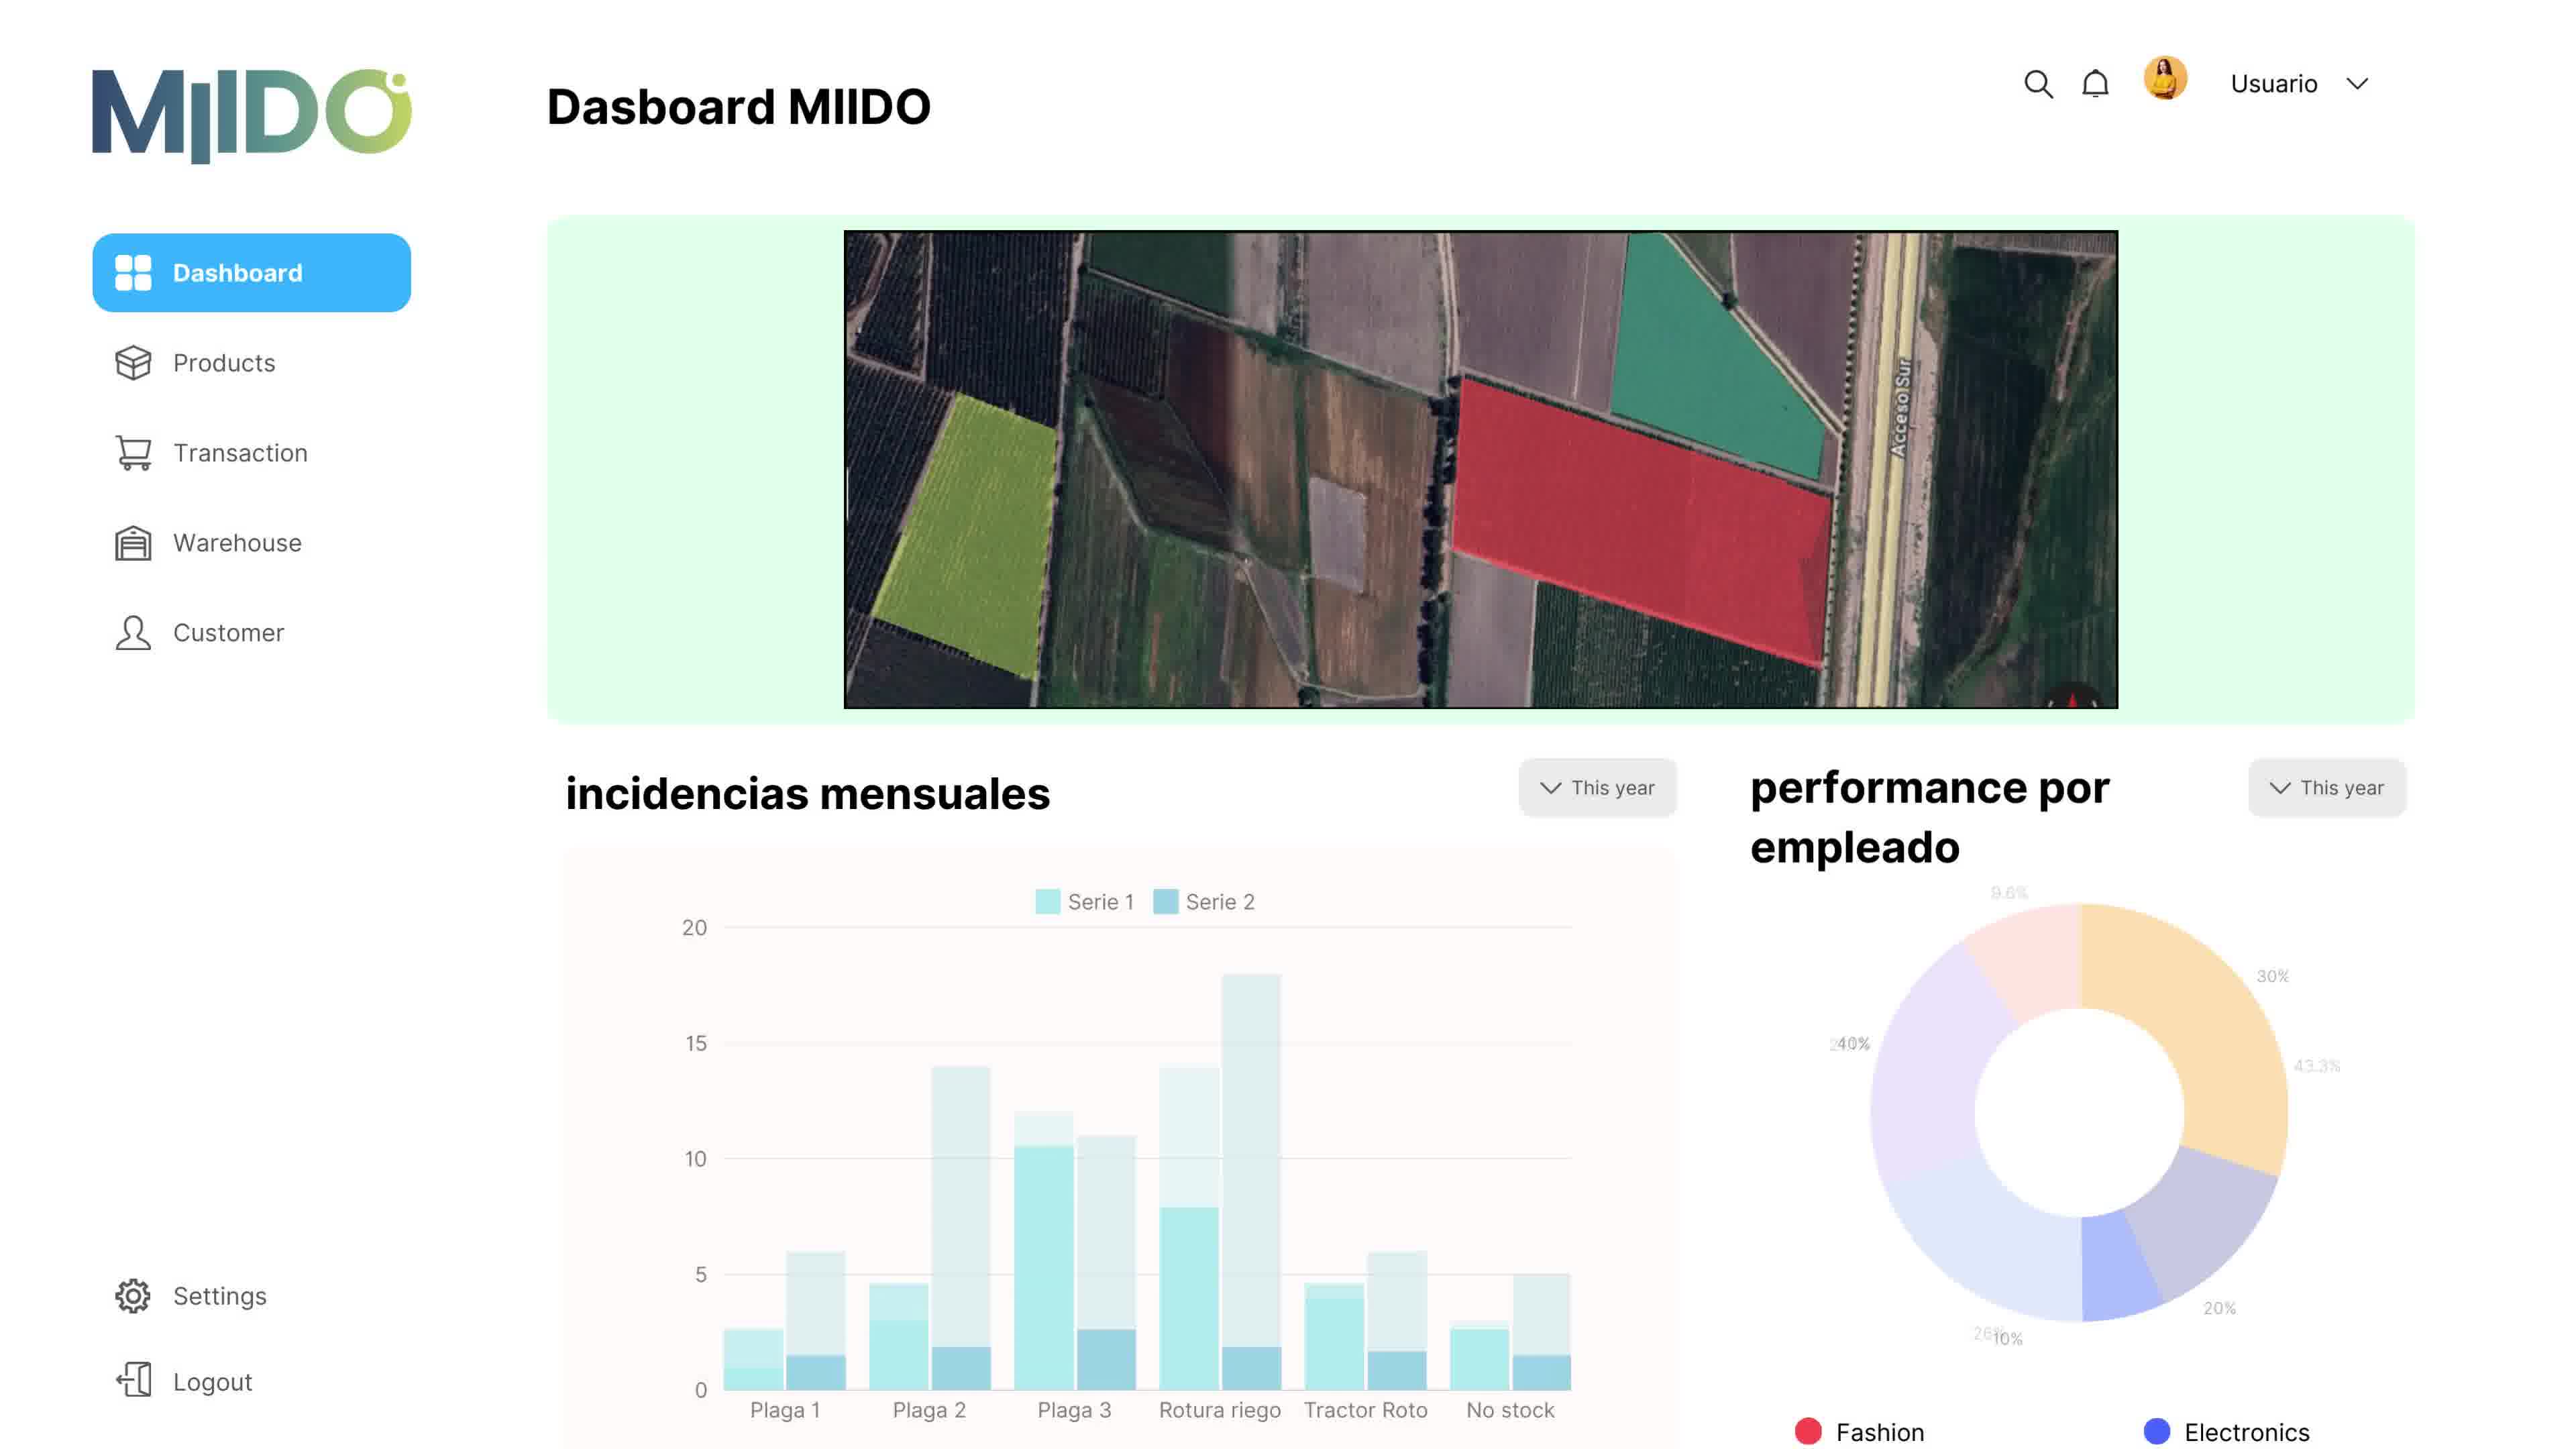 MIIDO
Dasboard MIIDO
Usuario
Dashboard
Products
Transaction
Warehouse
Customer
Settings
Logout
Acceso Sur
incidencias mensuales
This year
Serie 1
Serie 2
20
15
10
5
0
Plaga 1
Plaga 2
Plaga 3
Rotura riego
Tractor Roto
No stock
performance por
empleado
This year
9.6%
30%
40%
43.3%
20%
10%
Fashion
Electronics